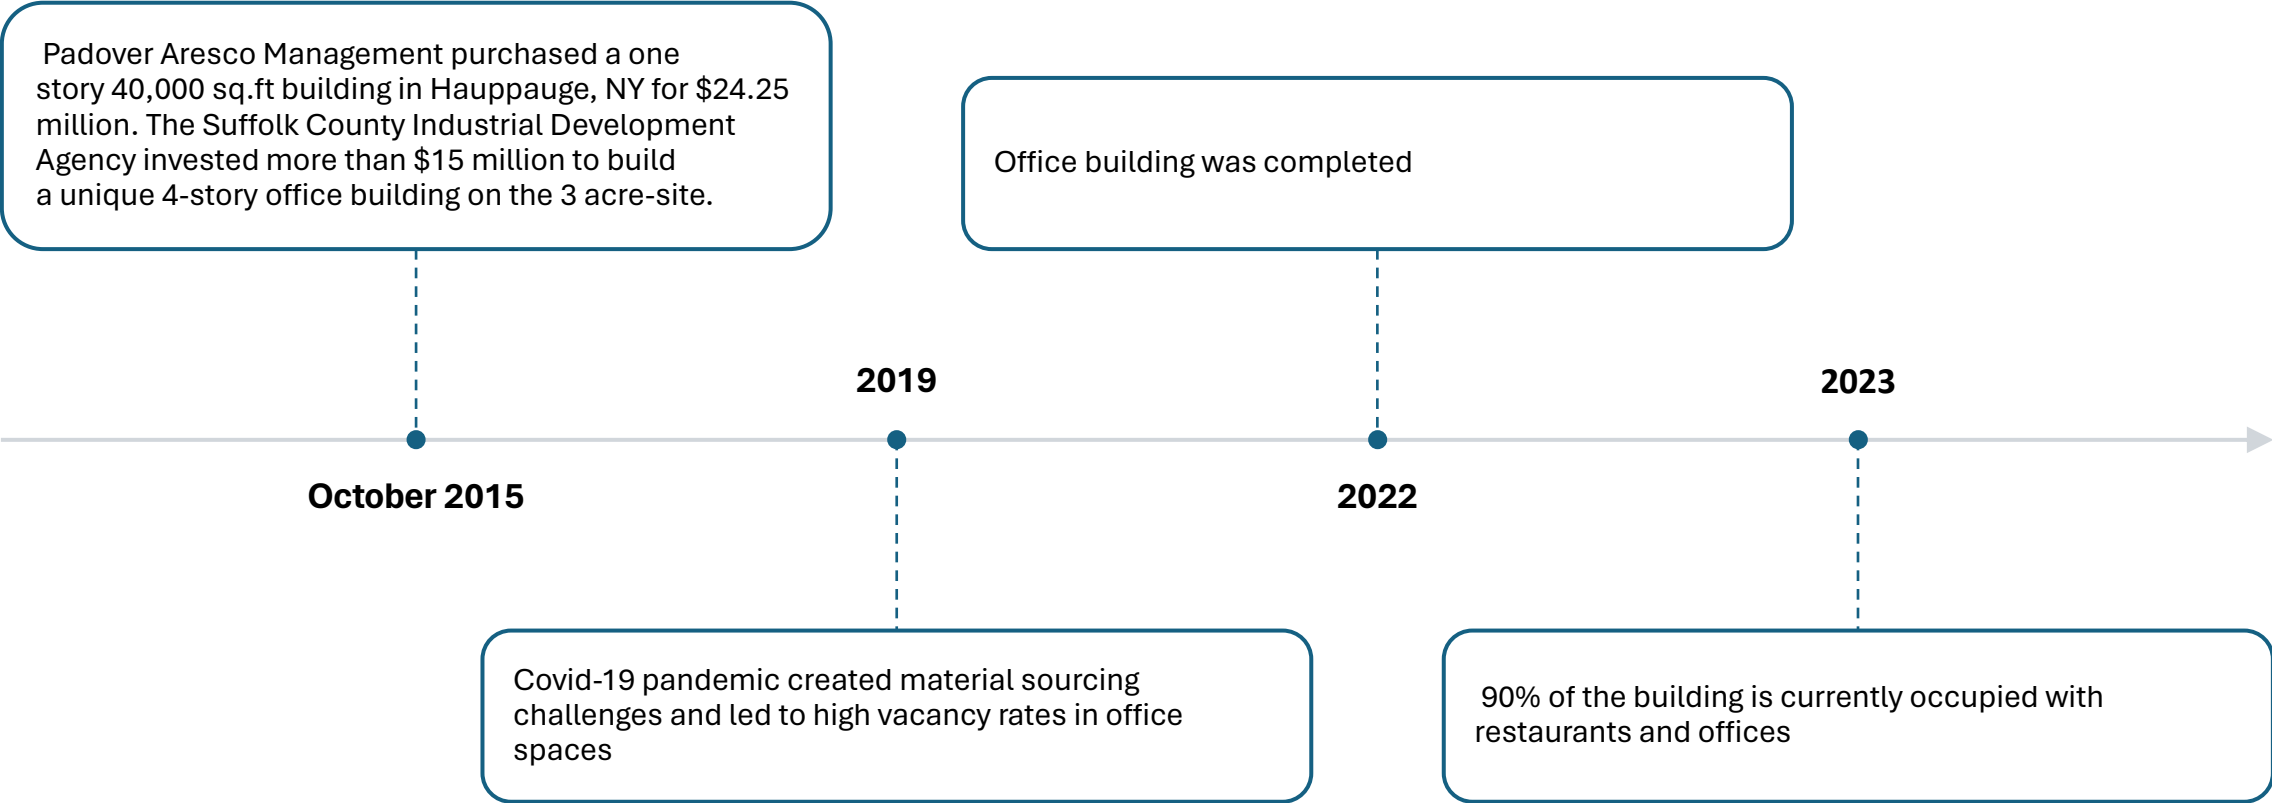 Padover Aresco Management purchased a one
story 40,000 sq.ft building in Hauppauge, NY for $24.25
million. The Suffolk County Industrial Development
Agency invested more than $15 million to build
a unique 4-story office building on the 3 acre-site.
October 2015
2019
Covid-19 pandemic created material sourcing
challenges and led to high vacancy rates in office
spaces
Office building was completed
2022
2023
90% of the building is currently occupied with
restaurants and offices